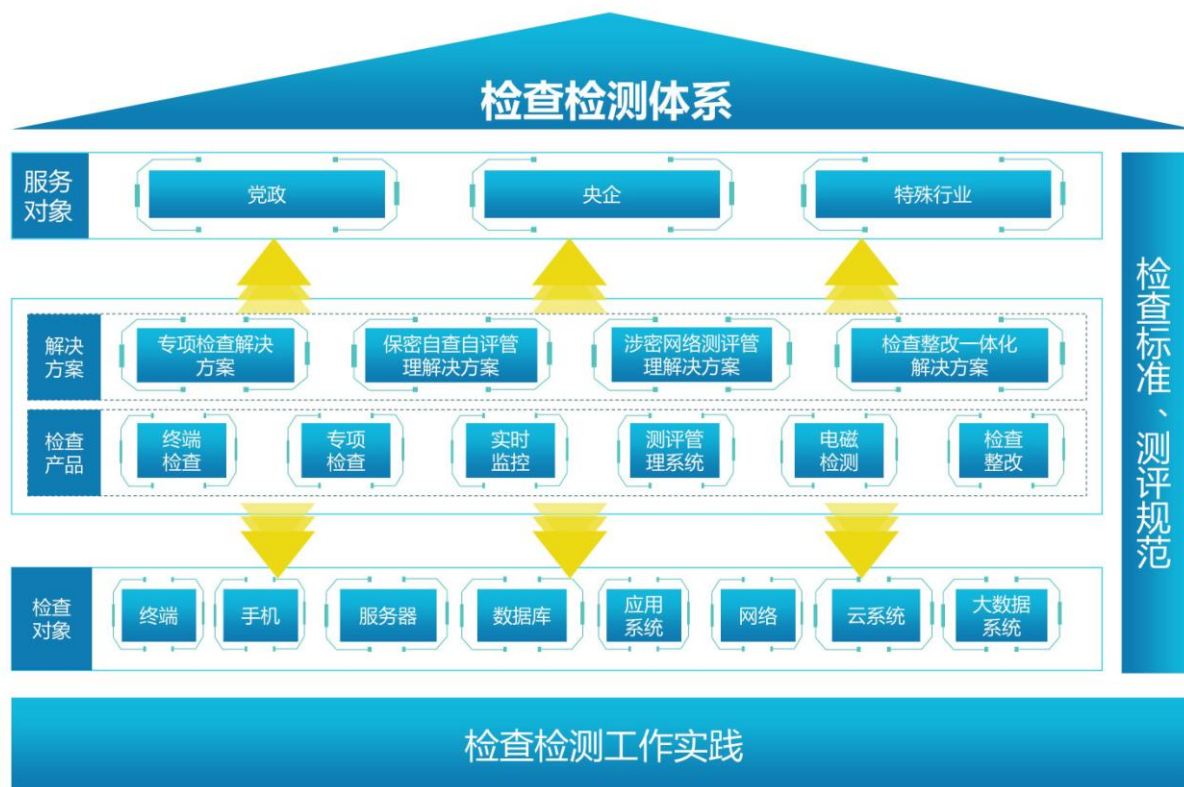 检查检测体系
服务
对象
党政
央企
特殊行业
解决
方案
专项检查解决
方案
保密自查自评管
理解决方案
涉密网络测评管
理解决方案
检查整改一体化
解决方案
检查
产品
终端
检查
专项
检查
实时
监控
测评管
理系统
电磁
检测
检查
整改
检查
对象
终端
手机
服务器
数据库
应用
系统
网络
云系统
大数据
系统
检查标准、测评规范
检查检测工作实践